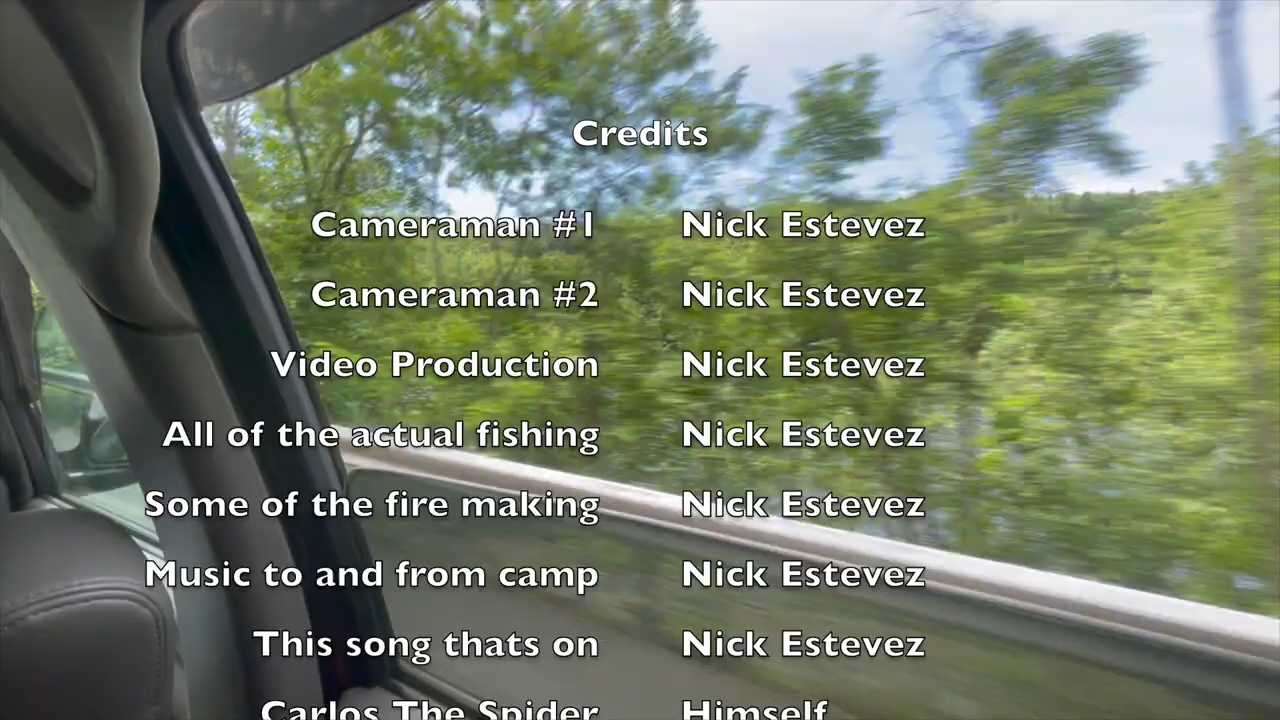 Credits
Cameraman #1 Nick Estevez
Cameraman #2 Nick Estevez
Video Production Nick Estevez
All of the actual fishing Nick Estevez
Some of the fire making Nick Estevez
Music to and from camp Nick Estevez
This song thats on Nick Estevez
Carlos The Spider Himself